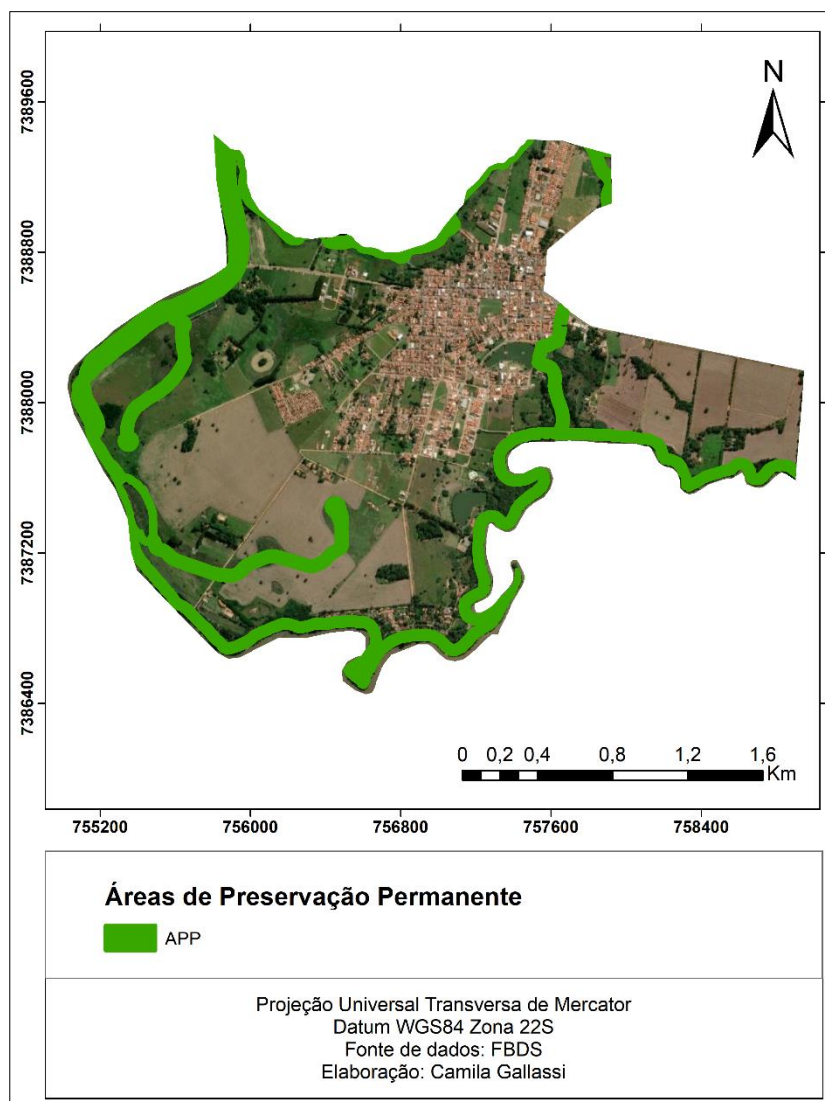 N
7389600
7388800
7388000
7387200
7386400
0 0,2 0,4 0,8 1,2 1,6
Km
755200 756000 756800 757600 758400
Áreas de Preservação Permanente
APP
Projeção Universal Transversa de Mercator
Datum WGS84 Zona 22S
Fonte de dados: FBDS
Elaboração: Camila Gallassi